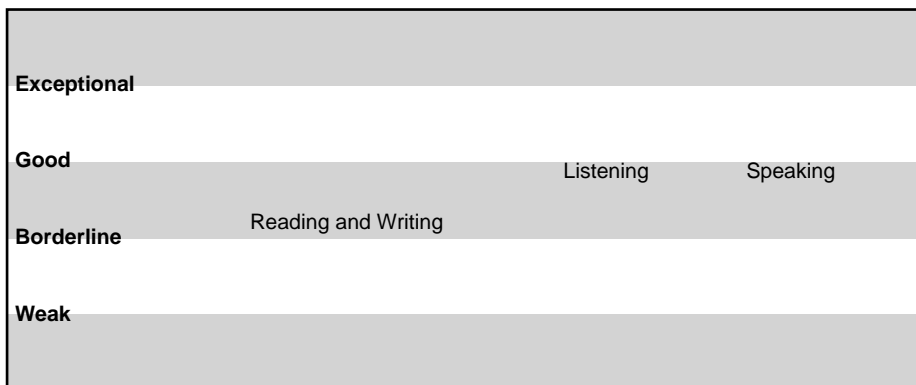 Exceptional
Good
Listening Speaking
Reading and Writing
Borderline
Weak